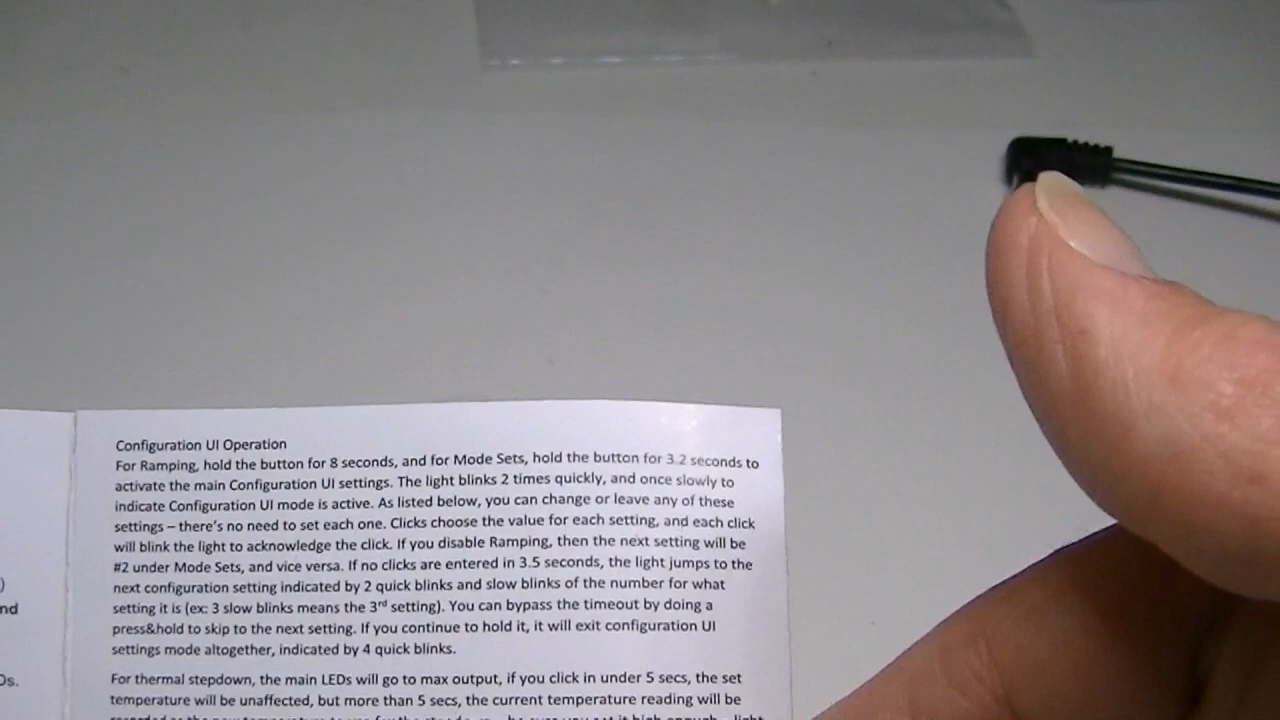 Configuration UI Operation
For Ramping, hold the button for 8 seconds, and for Mode Sets, hold the button for 3.2 seconds to
activate the main Configuration UI settings. The light blinks 2 times quickly, and once slowly to
indicate Configuration UI mode is active. As listed below, you can change or leave any of these
settings – there's no need to set each one. Clicks choose the value for each setting, and each click
will blink the light to acknowledge the click. If you disable Ramping, then the next setting will be
#2 under Mode Sets, and vice versa. If no clicks are entered in 3.5 seconds, the light jumps to the
next configuration setting indicated by 2 quick blinks and slow blinks of the number for what
)
setting it is (ex: 3 slow blinks means the 3rd setting). You can bypass the timeout by doing a
nd
press&hold to skip to the next setting. If you continue to hold it, it will exit configuration UI
settings mode altogether, indicated by 4 quick blinks.
Ds.
For thermal stepdown, the main LEDs will go to max output, if you click in under 5 secs, the set
temperature will be unaffected, but more than 5 secs, the current temperature reading will be